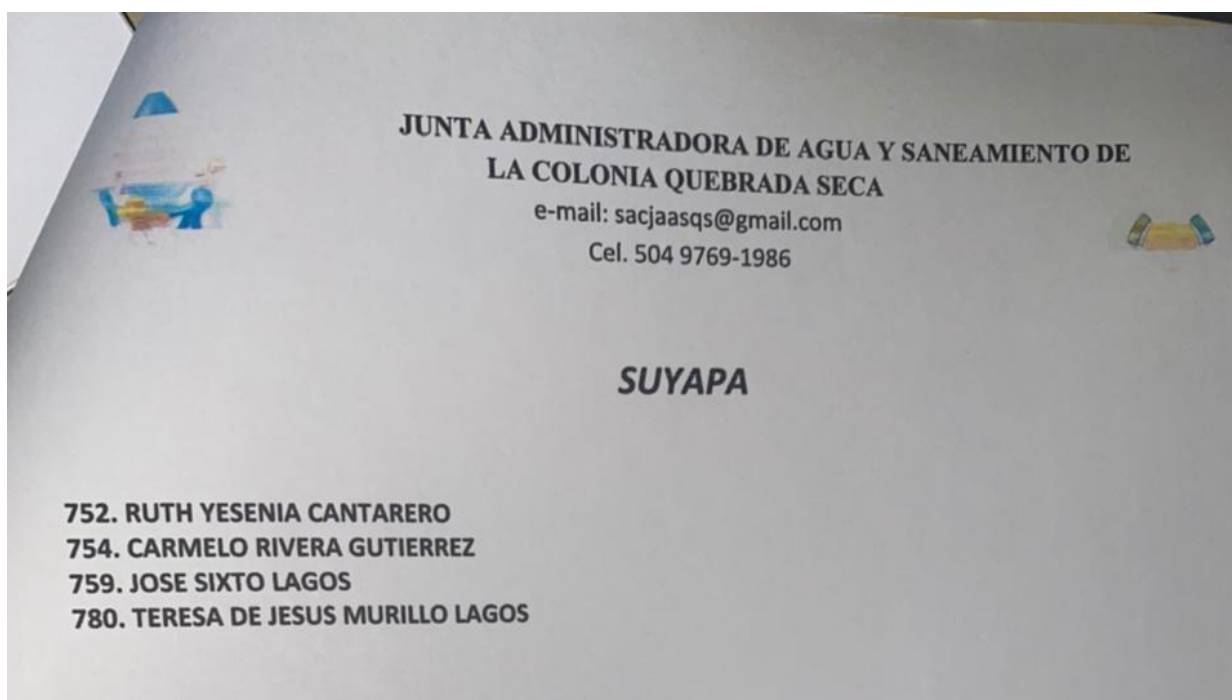 JUNTA ADMINISTRADORA DE AGUA Y SANEAMIENTO DE
LA COLONIA QUEBRADA SECA
e-mail: sacjaasqs@gmail.com
Cel. 504 9769-1986
SUYAPA
752. RUTH YESENIA CANTARERO
754. CARMELO RIVERA GUTIERREZ
759. JOSE SIXTO LAGOS
780. TERESA DE JESUS MURILLO LAGOS